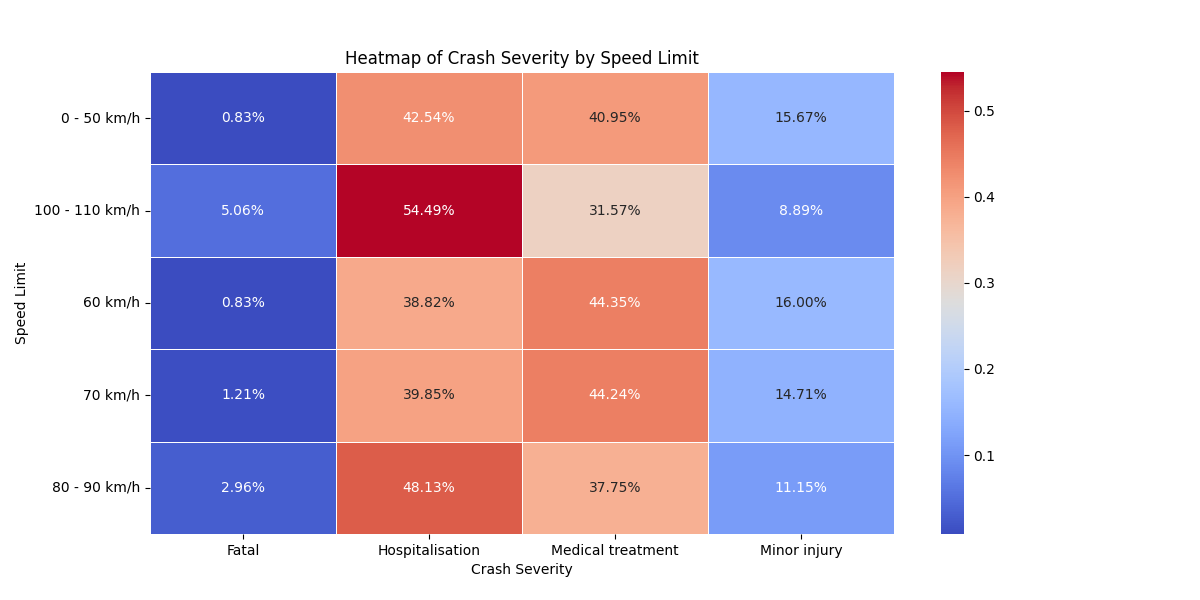 Heatmap of Crash Severity by Speed Limit
Speed Limit
0 - 50 km/h 0.83% 42.54% 40.95% 15.67%
100 - 110 km/h 5.06% 54.49% 31.57% 8.89%
60 km/h 0.83% 38.82% 44.35% 16.00%
70 km/h 1.21% 39.85% 44.24% 14.71%
80 - 90 km/h 2.96% 48.13% 37.75% 11.15%
Fatal Hospitalisation Medical treatment Minor injury
Crash Severity
0.5
0.4
0.3
0.2
0.1